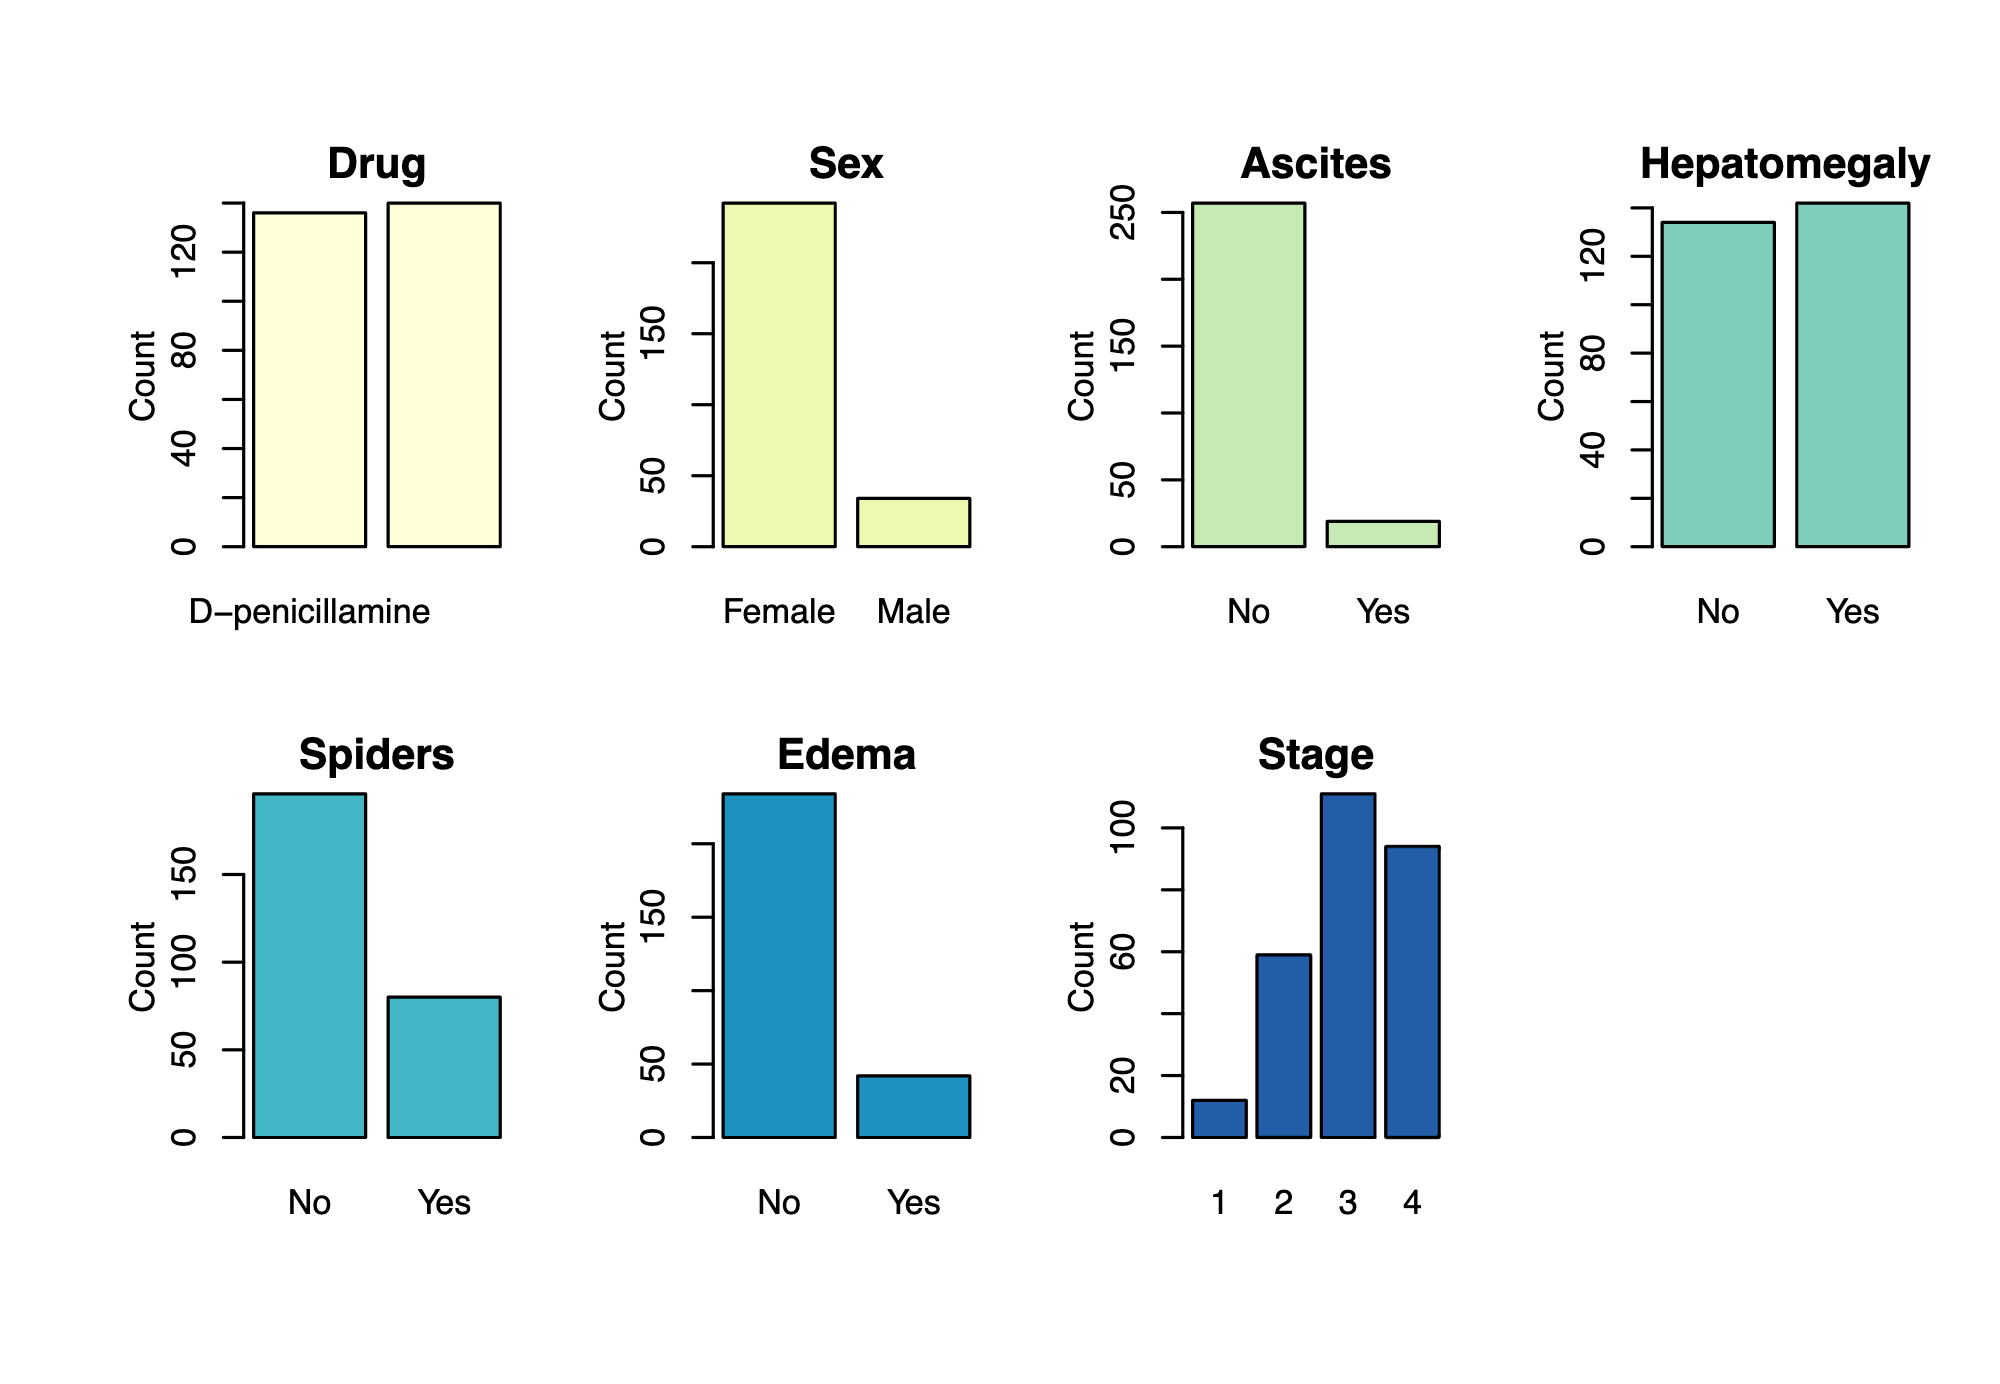 Drug
Count
0
40
80
120
D−penicillamine
Sex
Count
0
50
150
Female Male
Ascites
Count
0
50
150
250
No Yes
Hepatomegaly
Count
0
40
80
120
No Yes
Spiders
Count
0
50
100
150
No Yes
Edema
Count
0
50
150
No Yes
Stage
Count
0
20
60
100
1 2 3 4